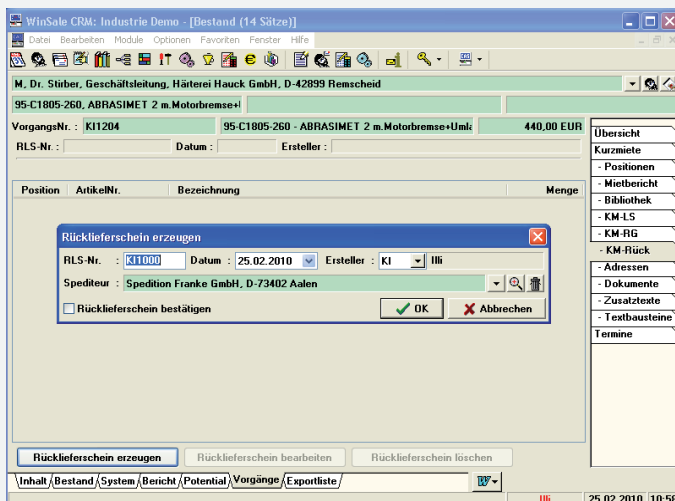 WinSale CRM: Industrie Demo - [Bestand (14 Sätze)]
Datei Bearbeiten Module Optionen Favoriten Fenster Hilfe
M, Dr. Stirber, Geschäftsleitung, Härterei Hauck GmbH, D-42899 Remscheid
95-C1805-260, ABRASIMET 2 m.Motorbremse+
VorgangsNr. : KI1204 95-C1805-260 - ABRASIMET 2 m.Motorbremse+Umla 440,00 EUR
RLS-Nr. : Datum : Ersteller :
Position ArtikelNr. Bezeichnung Menge
Rücklieferschein erzeugen
RLS-Nr. : KI1000 Datum : 25.02.2010 Ersteller : KI Illi
Spediteur : Spedition Franke GmbH, D-73402 Aalen
Rücklieferschein bestätigen OK Abbrechen
Übersicht
Kurzmiete
- Positionen
- Mietbericht
- Bibliothek
- KM-LS
- KM-RG
- KM-Rück
- Adressen
- Dokumente
- Zusatztexte
- Textbausteine
Termine
Rücklieferschein erzeugen Rücklieferschein bearbeiten Rücklieferschein löschen
Inhalt Bestand System Bericht Potential Vorgänge Exportliste W
Illi 25.02.2010 10:58